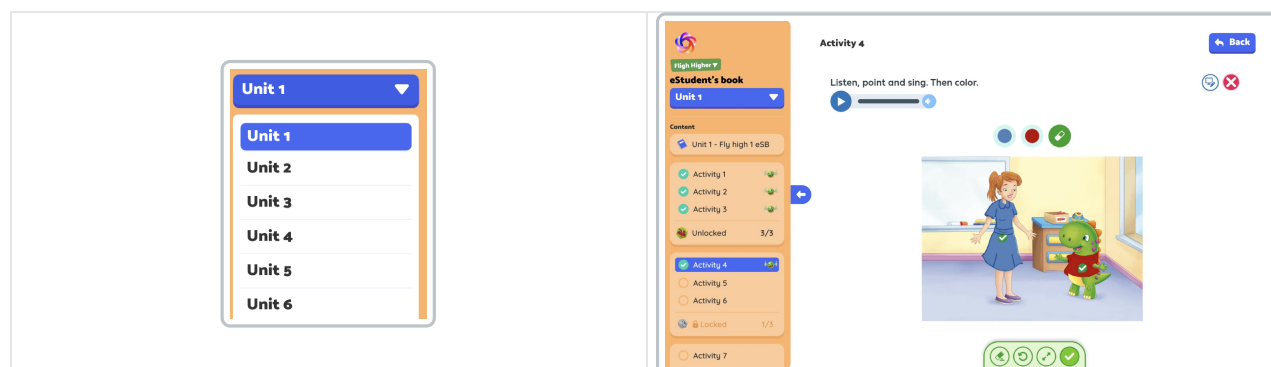 Unit 1
Unit 1
Unit 2
Unit 3
Unit 4
Unit 5
Unit 6
Fligh Higher
eStudent's book
Unit 1
Content
Unit 1 - Fly high 1 eSB
Activity 1
Activity 2
Activity 3
Unlocked 3/3
Activity 4
Activity 5
Activity 6
Locked 1/3
Activity 7
Activity 4
Back
Listen, point and sing. Then color.